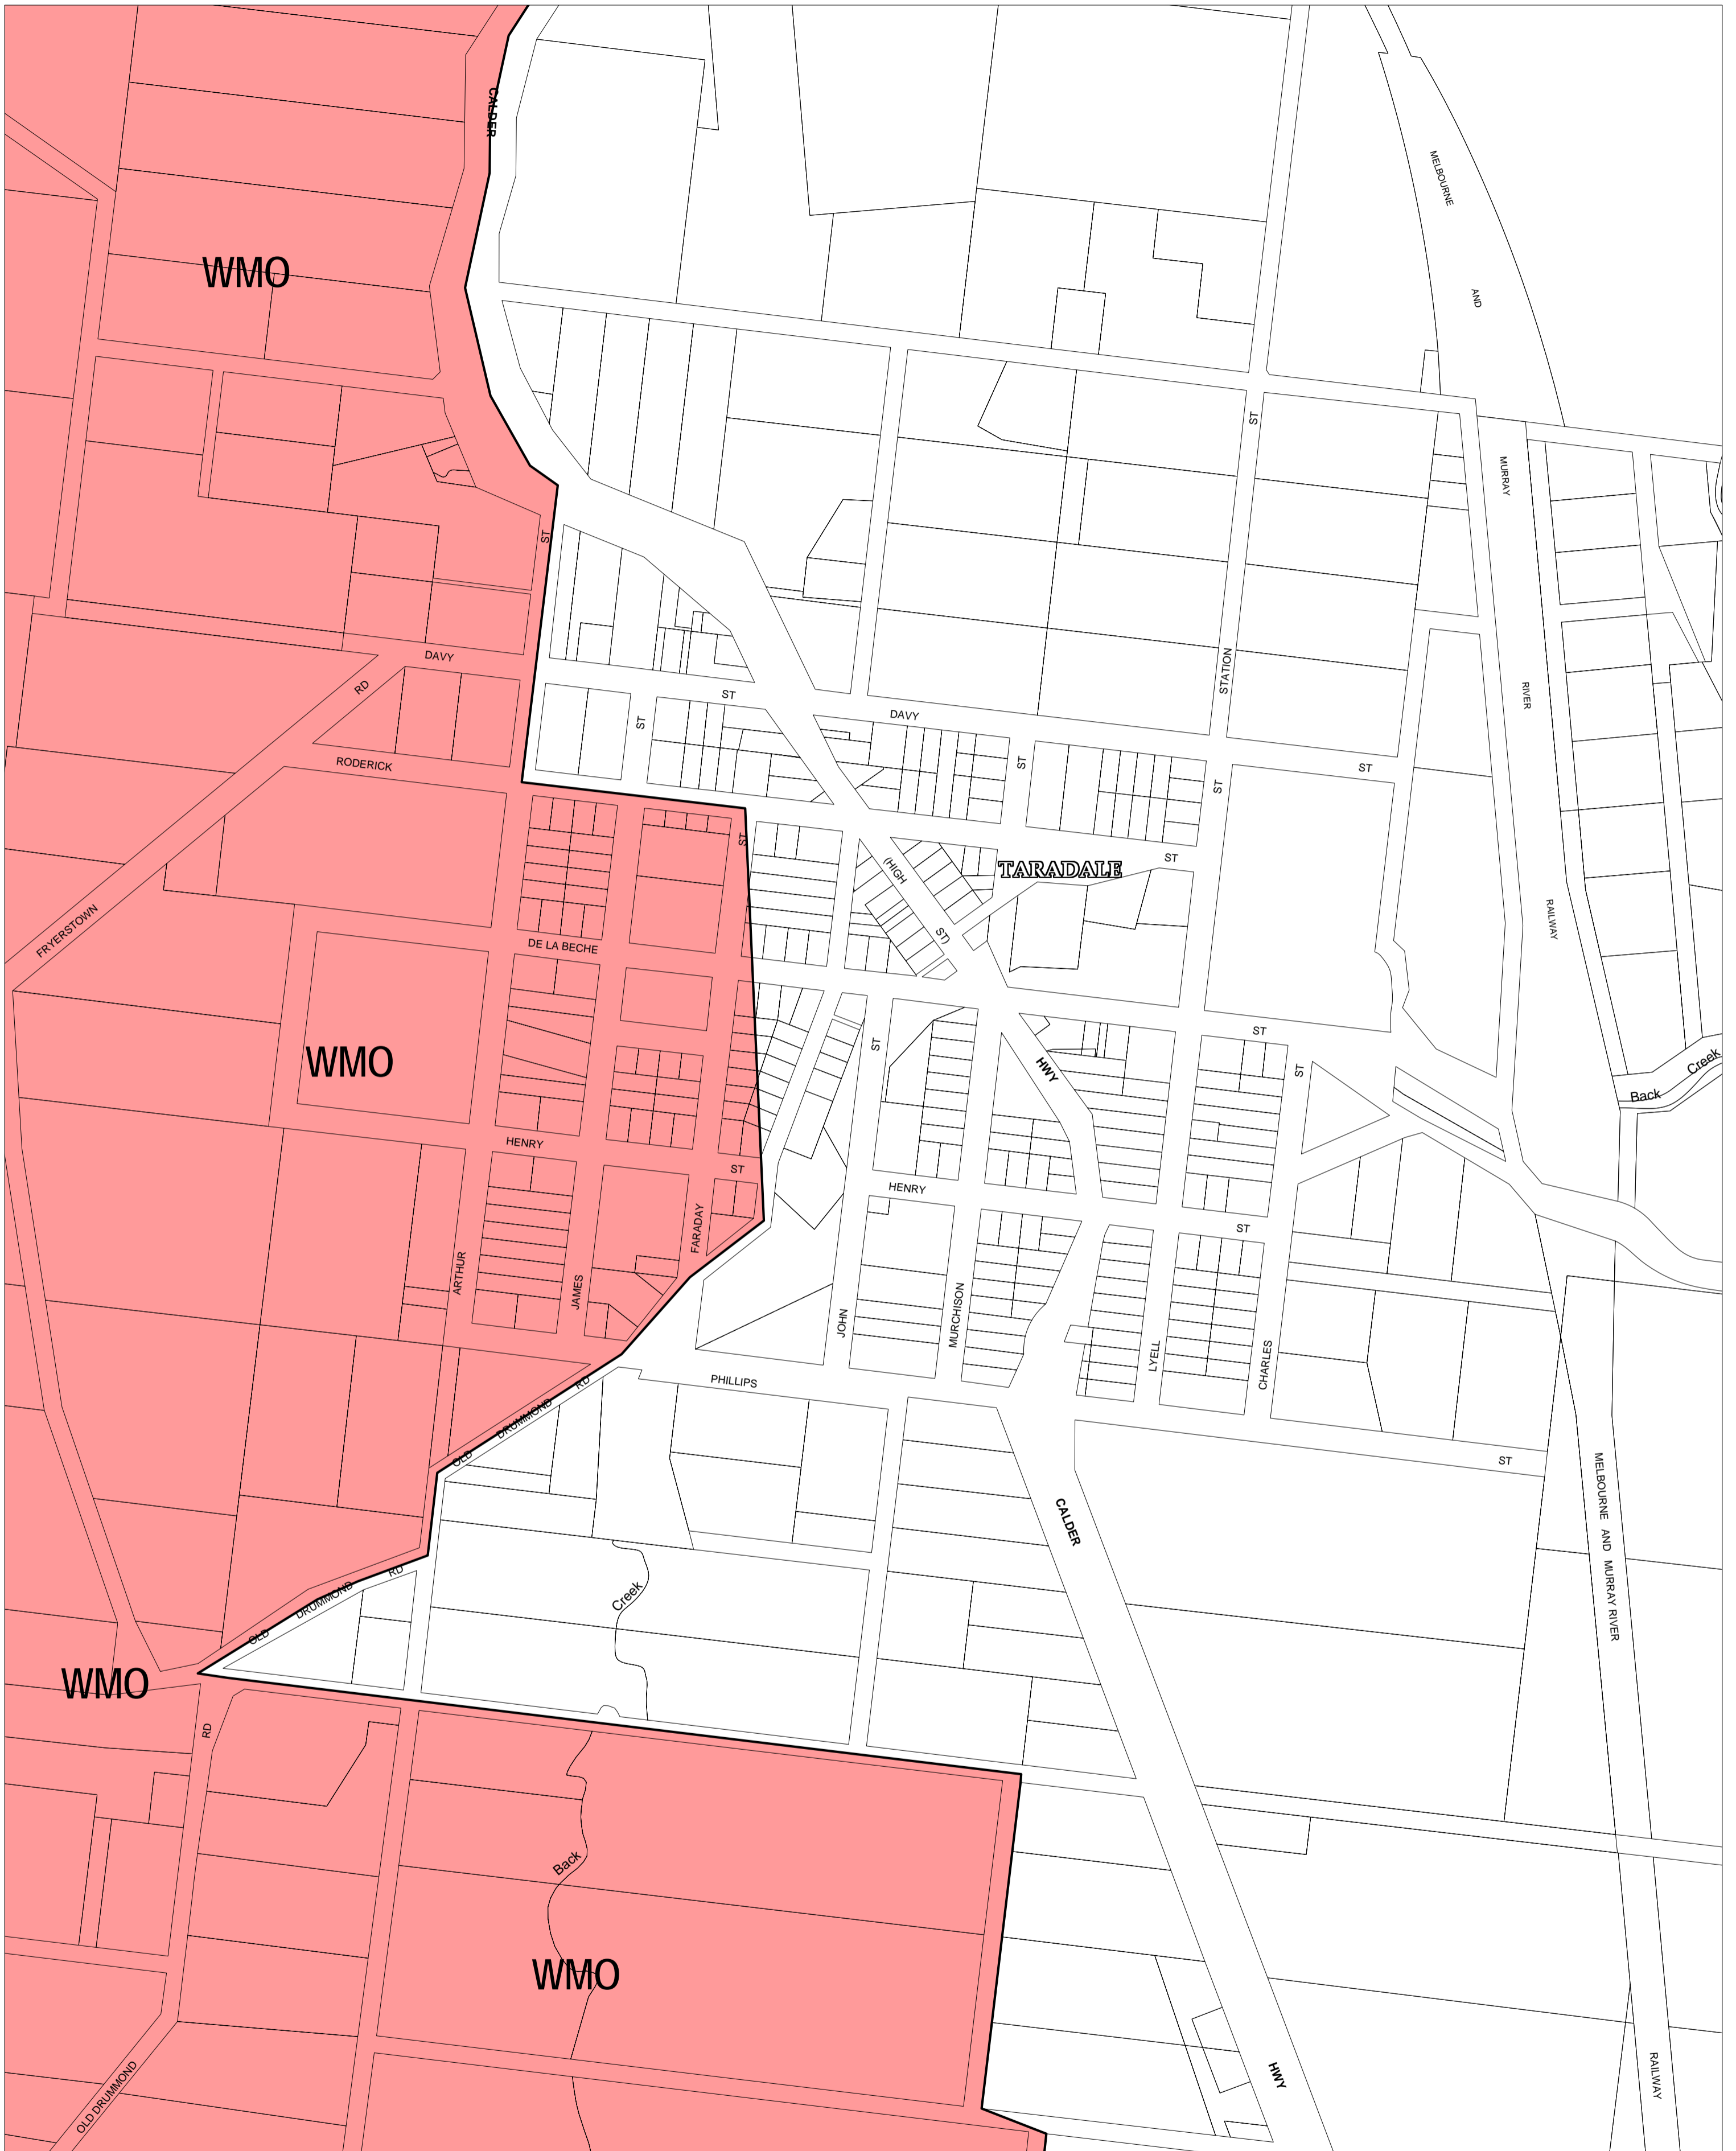 CALDER
MELBOURNE
WMO
AND
ST
MURRAY
ST
DAVY
STATION
RD
ST
RIVER
ST
DAVY
RODERICK
ST
ST
ST
ST
ST
TARADALE
(HIGH
FRYERSTOWN
RAILWAY
ST)
DE LA BECHE
ST
ST
WMO
HWY
ST
Creek
Back
HENRY
ST
HENRY
FARADAY
ST
ARTHUR
JAMES
JOHN
MURCHISON
LYELL
CHARLES
PHILLIPS
OLD DRUMMOND RD
ST
CALDER
MELBOURNE AND MURRAY RIVER
OLD DRUMMOND RD
Creek
WMO
RD
Back
WMO
HWY
RAILWAY
OLD DRUMMOND